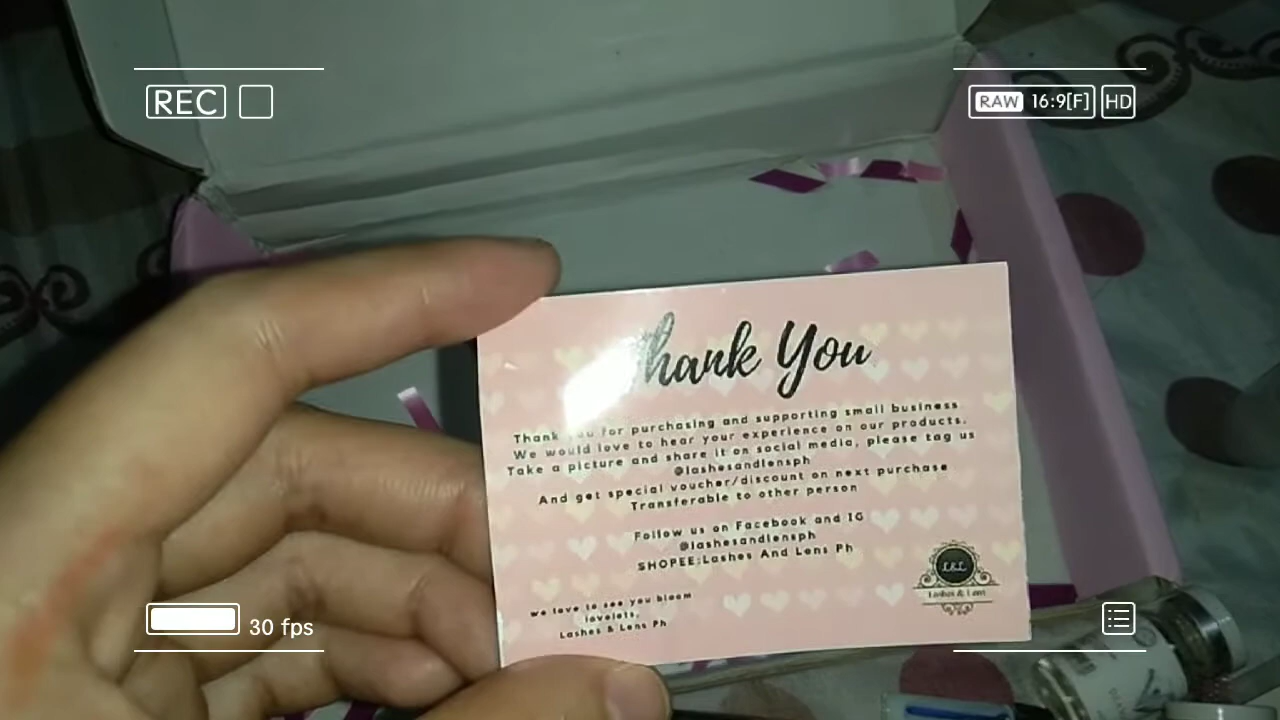 REC
RAW 16:9[F] HD
Thank You
Thank you for purchasing and supporting small business
We would love to hear your experience on our products.
Take a picture and share it on social media, please tag us
@lashesandlensph
And get special voucher/discount on next purchase
Transferable to other person
Follow us on Facebook and IG
@lashesandlensph
SHOPEE:Lashes And Lens Ph
we love to see you bloom
lovelots,
Lashes & Lens Ph
L&L
Lashes & Lens
30 fps